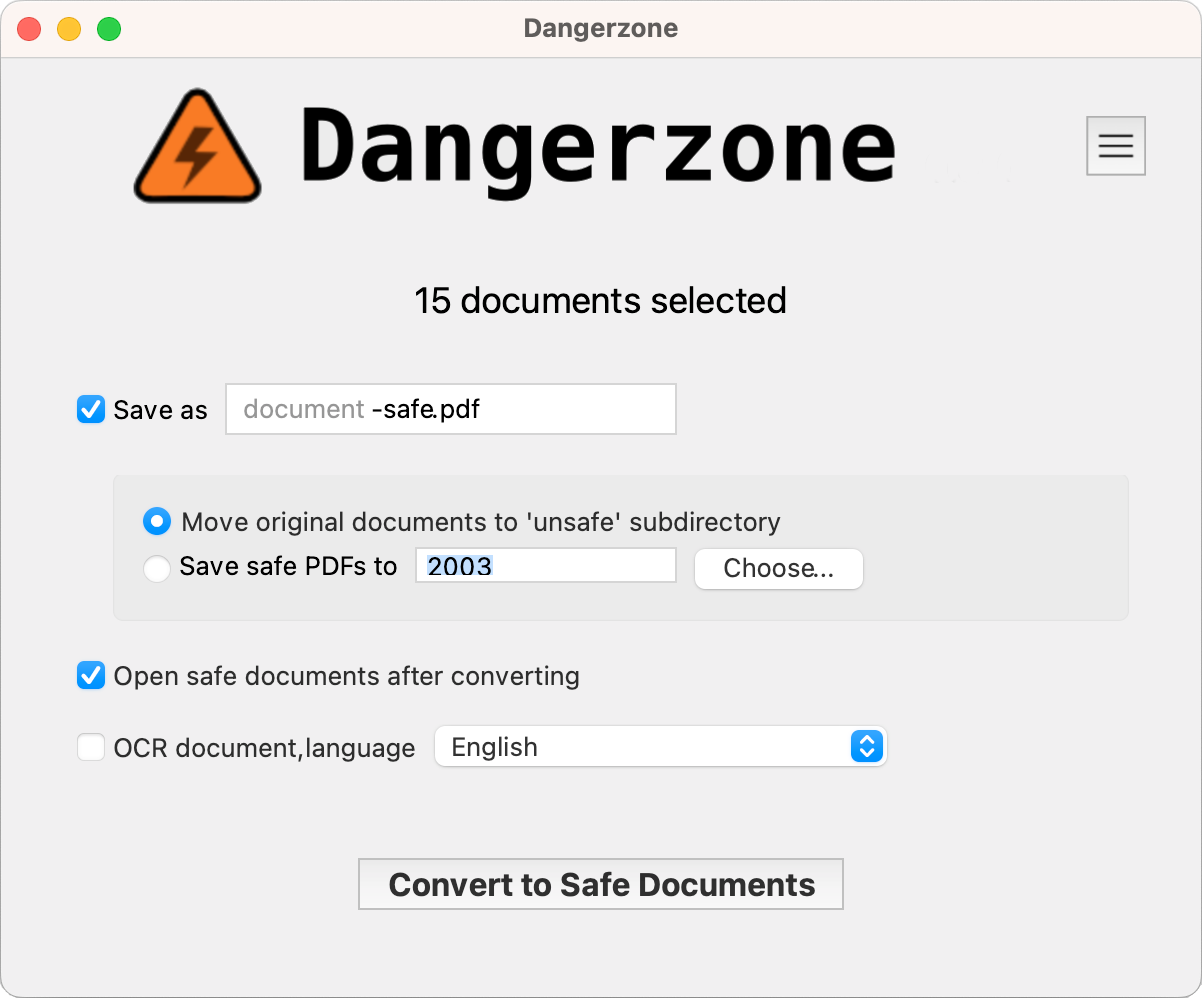 Dangerzone
Dangerzone
15 documents selected
Save as document -safe.pdf
Move original documents to 'unsafe' subdirectory
Save safe PDFs to 2003 Choose...
Open safe documents after converting
OCR document,language English
Convert to Safe Documents